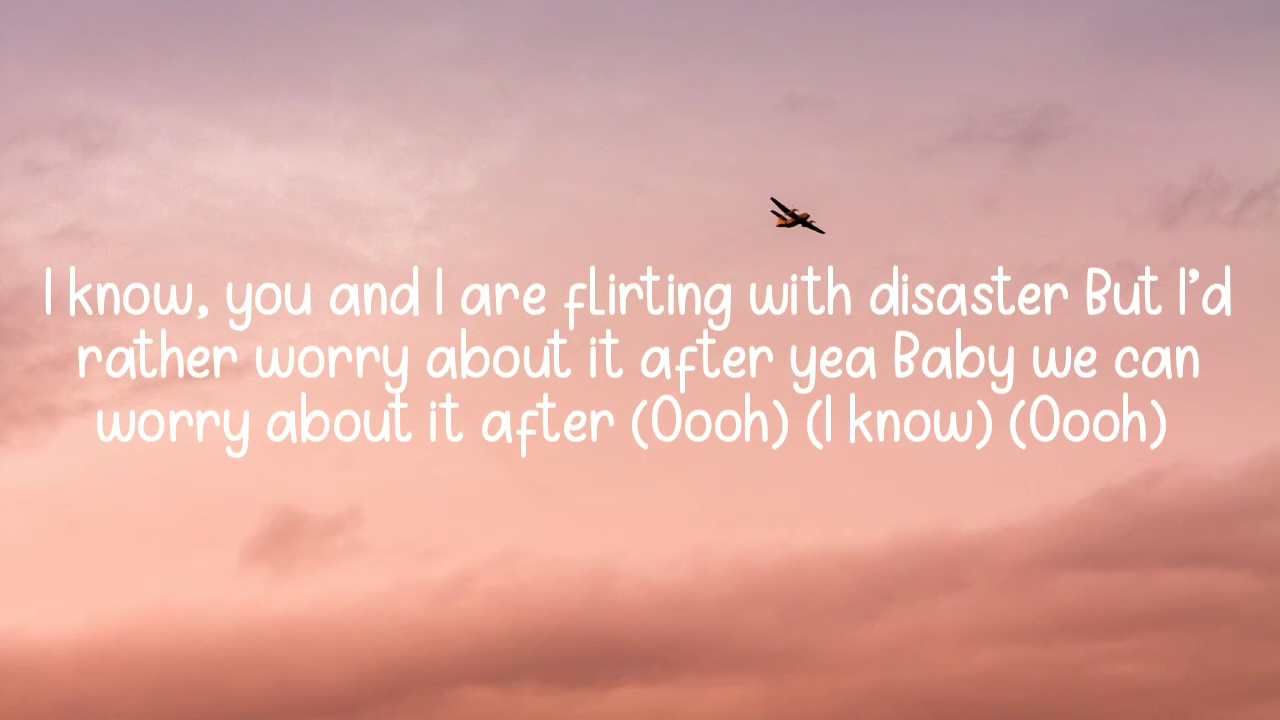 I know, you and I are flirting with disaster But I'd
rather worry about it after yea Baby we can
worry about it after (Oooh) (I know) (Oooh)